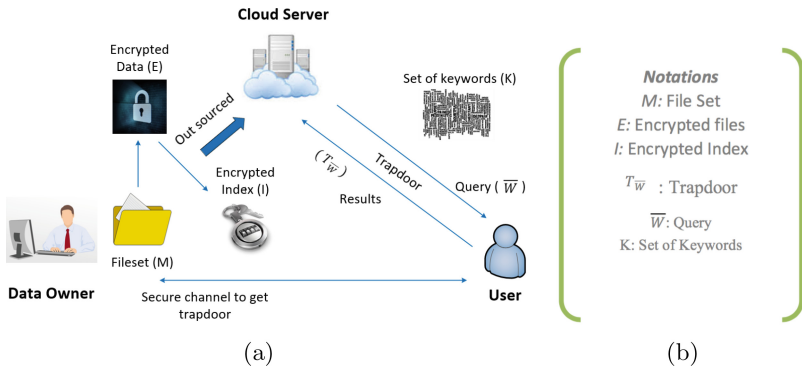 Cloud Server
Encrypted
Data (E)
Set of keywords (K)
Out sourced
(T_W̅)
Trapdoor
Encrypted
Index (I)
Query ( W̅ )
Results
Fileset (M)
Data Owner
User
Secure channel to get
trapdoor
(a)
Notations
M: File Set
E: Encrypted files
I: Encrypted Index
T_W̅ : Trapdoor
W̅: Query
K: Set of Keywords
(b)